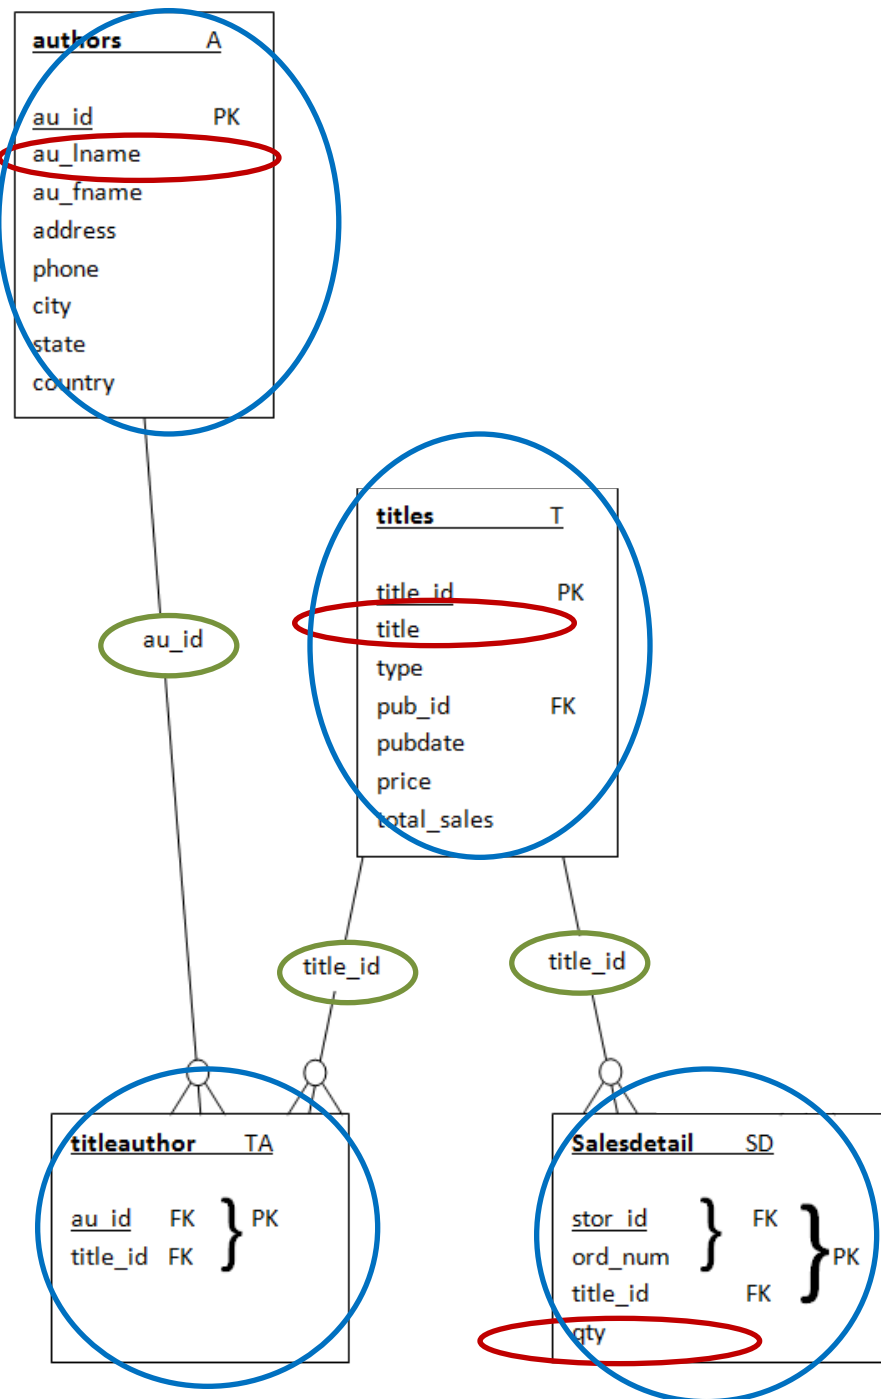 authors A
au_id PK
au_lname
au_fname
address
phone
city
state
country
au_id
titles T
title_id PK
title
type
pub_id FK
pubdate
price
total_sales
title_id
title_id
titleauthor TA
au_id FK } PK
title_id FK
Salesdetail SD
stor_id } FK
ord_num } PK
title_id FK
qty